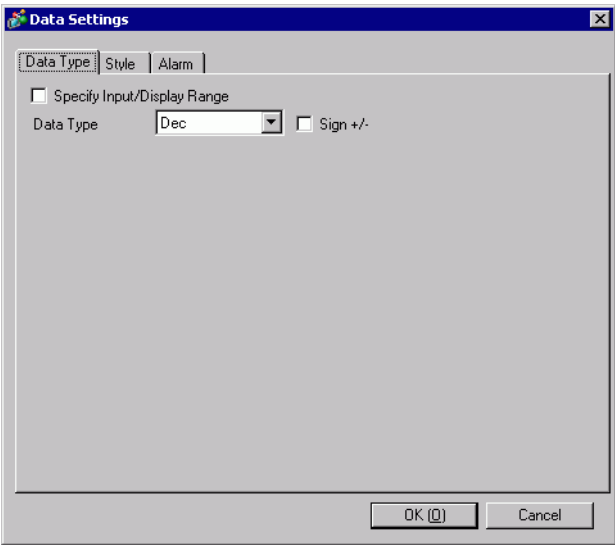 Data Settings
Data Type Style Alarm
Specify Input/Display Range
Data Type Dec Sign +/-
OK (O) Cancel